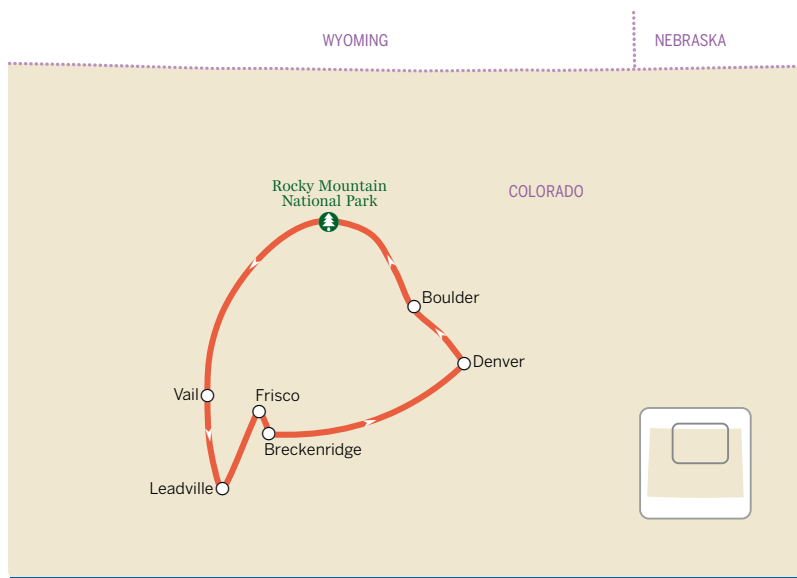 WYOMING
NEBRASKA
Rocky Mountain
National Park
COLORADO
Boulder
Denver
Vail
Frisco
Breckenridge
Leadville